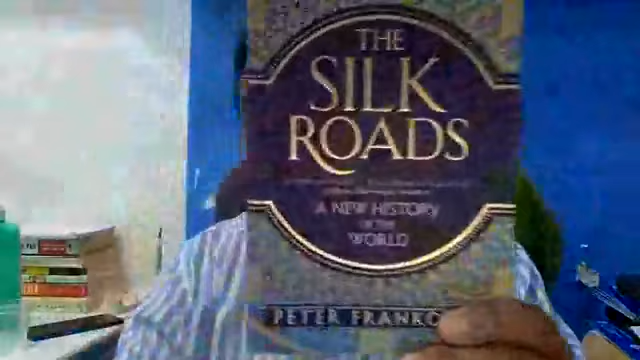 THE
SILK
ROADS
A NEW HISTORY
OF THE
WORLD
PETER FRANKO